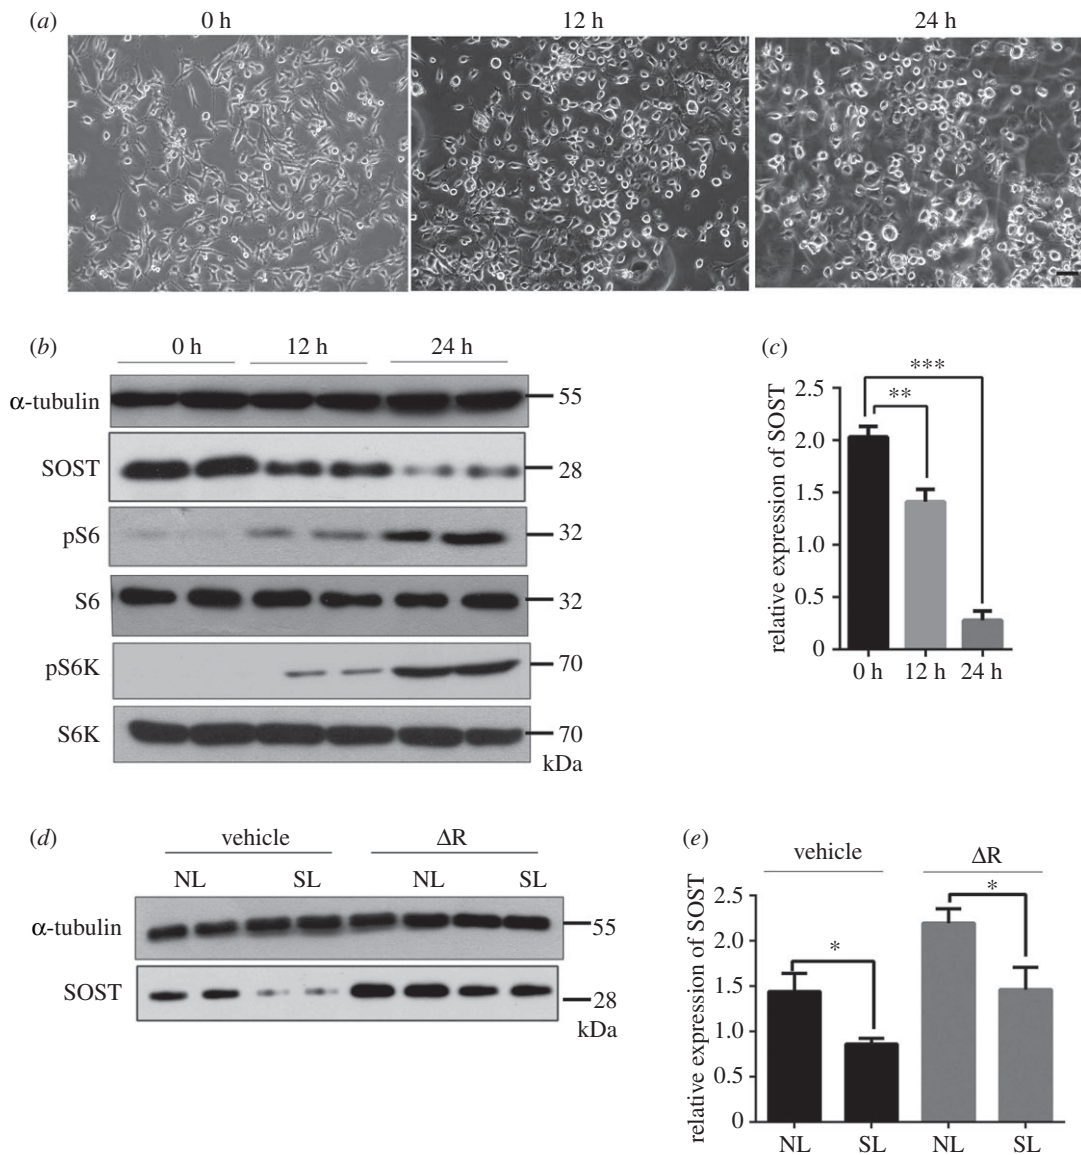 (a) 0 h 12 h 24 h
(b) 0 h 12 h 24 h
α-tubulin 55
SOST 28
pS6 32
S6 32
pS6K 70
S6K 70
kDa
(c)
relative expression of SOST
2.5
2.0
1.5
1.0
0.5
0
***
**
0 h 12 h 24 h
(d) vehicle ΔR
NL SL NL SL
α-tubulin 55
SOST 28
kDa
(e) vehicle ΔR
relative expression of SOST
2.5
2.0
1.5
1.0
0.5
0
*
*
NL SL NL SL